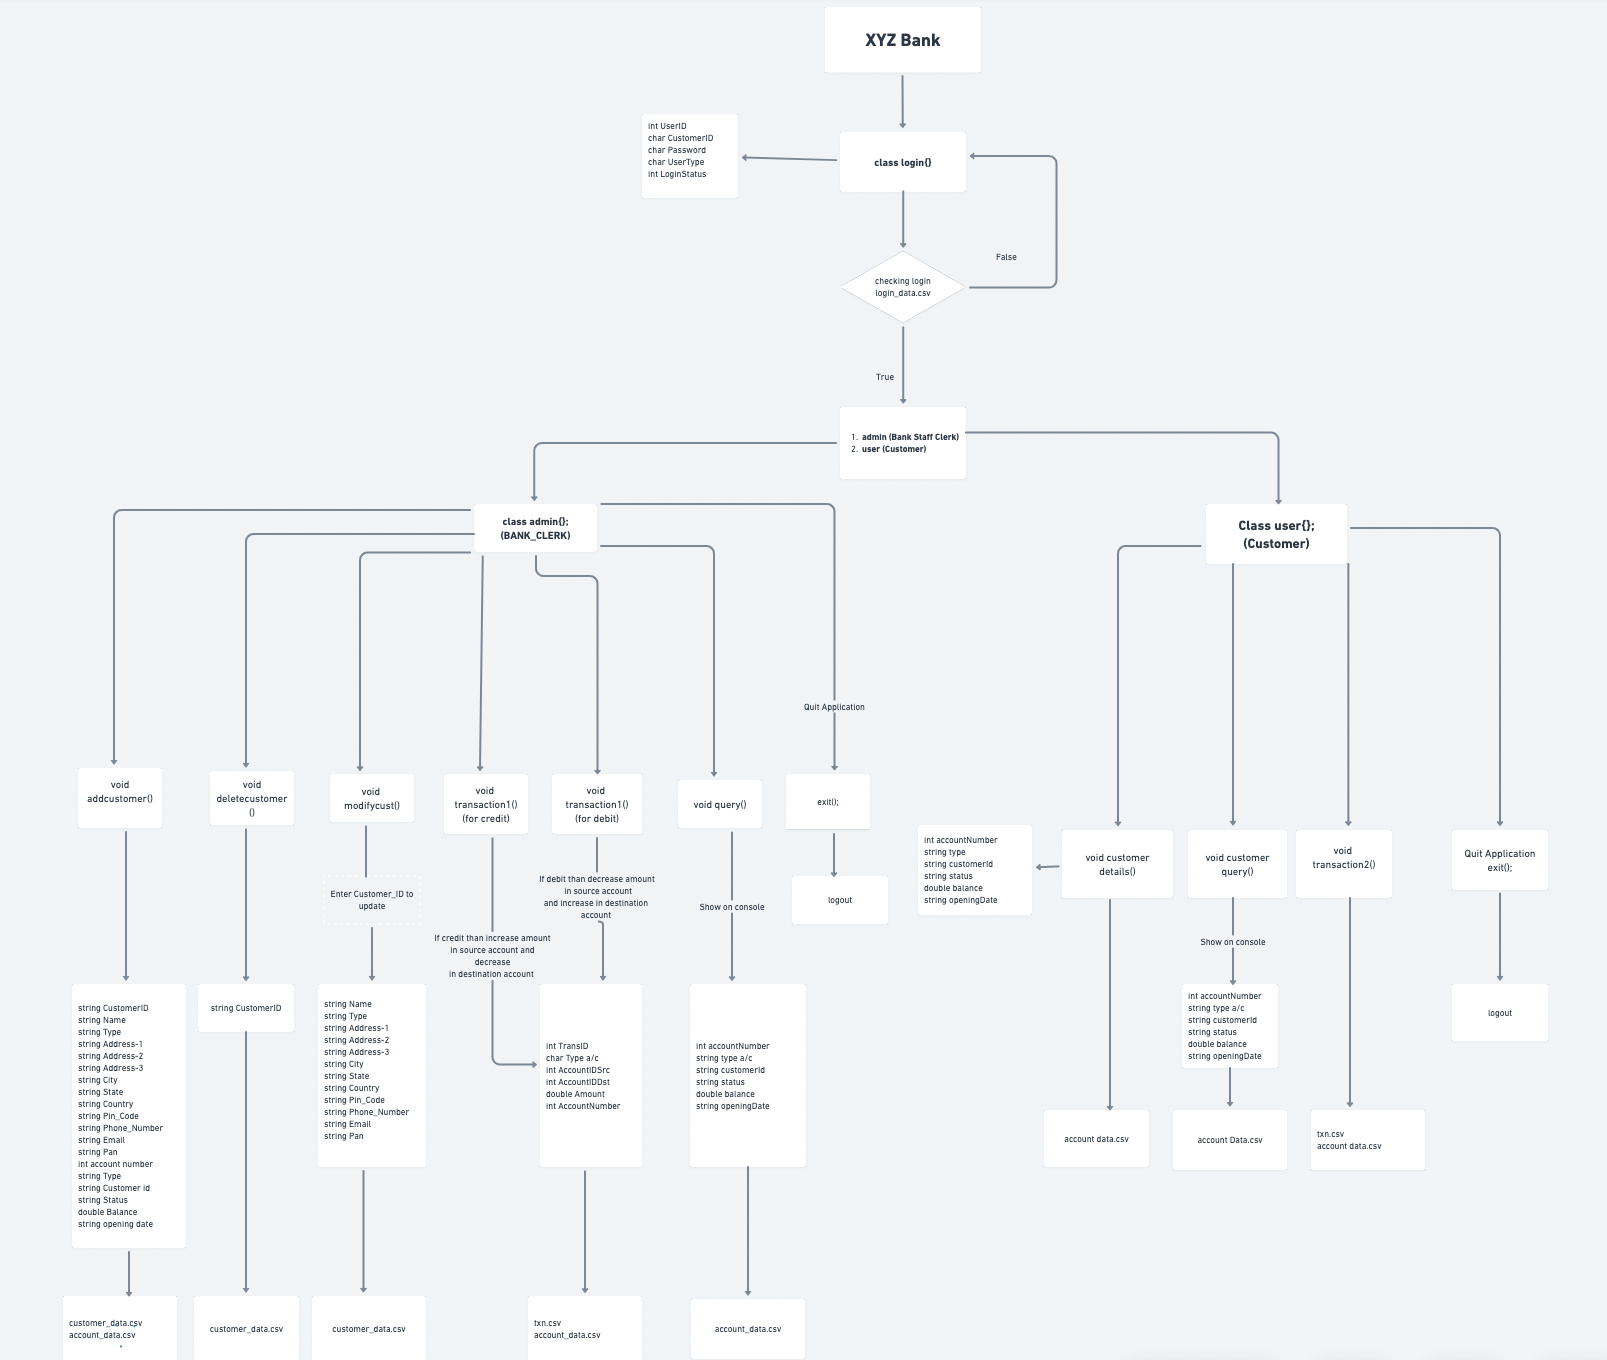 XYZ Bank
int UserID
char CustomerID
char Password
char UserType
int LoginStatus
class login{}
False
checking login
login_data.csv
True
1. admin (Bank Staff Clerk)
2. user (Customer)
class admin{};
(BANK_CLERK)
Class user{};
(Customer)
Quit Application
void
addcustomer()
void
deletecustomer
()
void
modifycust()
void
transaction1()
(for credit)
void
transaction1()
(for debit)
void query()
exit();
int accountNumber
string type
string customerId
string status
double balance
string openingDate
void customer
details()
void customer
query()
void
transaction2()
Quit Application
exit();
Enter Customer_ID to
update
If debit than decrease amount
in source account
and increase in destination
account
Show on console
logout
If credit than increase amount
in source account and
decrease
in destination account
Show on console
string CustomerID
string Name
string Type
string Address-1
string Address-2
string Address-3
string City
string State
string Country
string Pin_Code
string Phone_Number
string Email
string Pan
int account number
string Type
string Customer id
string Status
double Balance
string opening date
string CustomerID
string Name
string Type
string Address-1
string Address-2
string Address-3
string City
string State
string Country
string Pin_Code
string Phone_Number
string Email
string Pan
int TransID
char Type a/c
int AccountIDSrc
int AccountIDDst
double Amount
int AccountNumber
int accountNumber
string type a/c
string customerId
string status
double balance
string openingDate
int accountNumber
string type a/c
string customerId
string status
double balance
string openingDate
logout
account data.csv
account Data.csv
txn.csv
account data.csv
customer_data.csv
account_data.csv
customer_data.csv
customer_data.csv
txn.csv
account_data.csv
account_data.csv